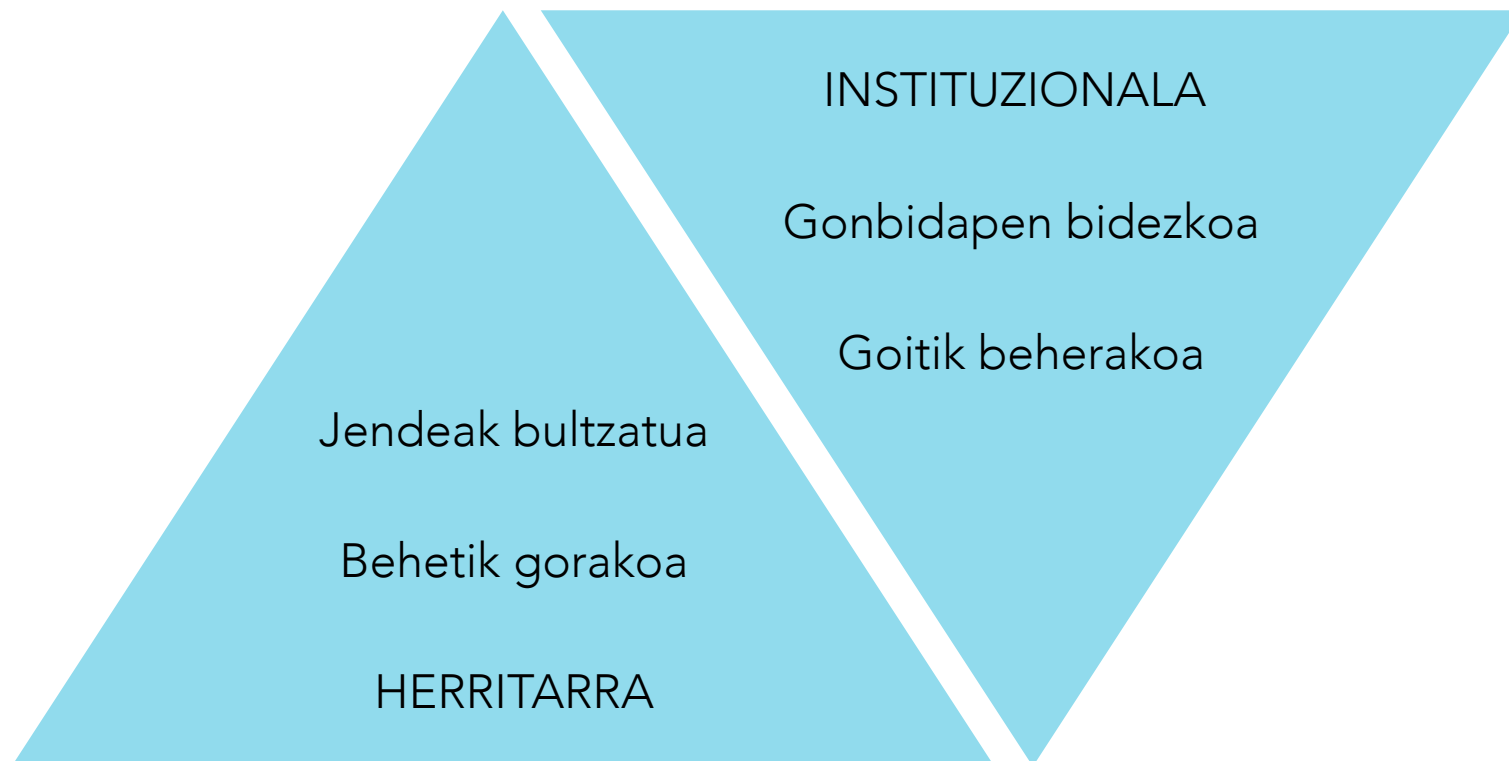 INSTITUZIONALA
Gonbidapen bidezkoa
Goitik beherakoa
Jendeak bultzatua
Behetik gorakoa
HERRITARRA